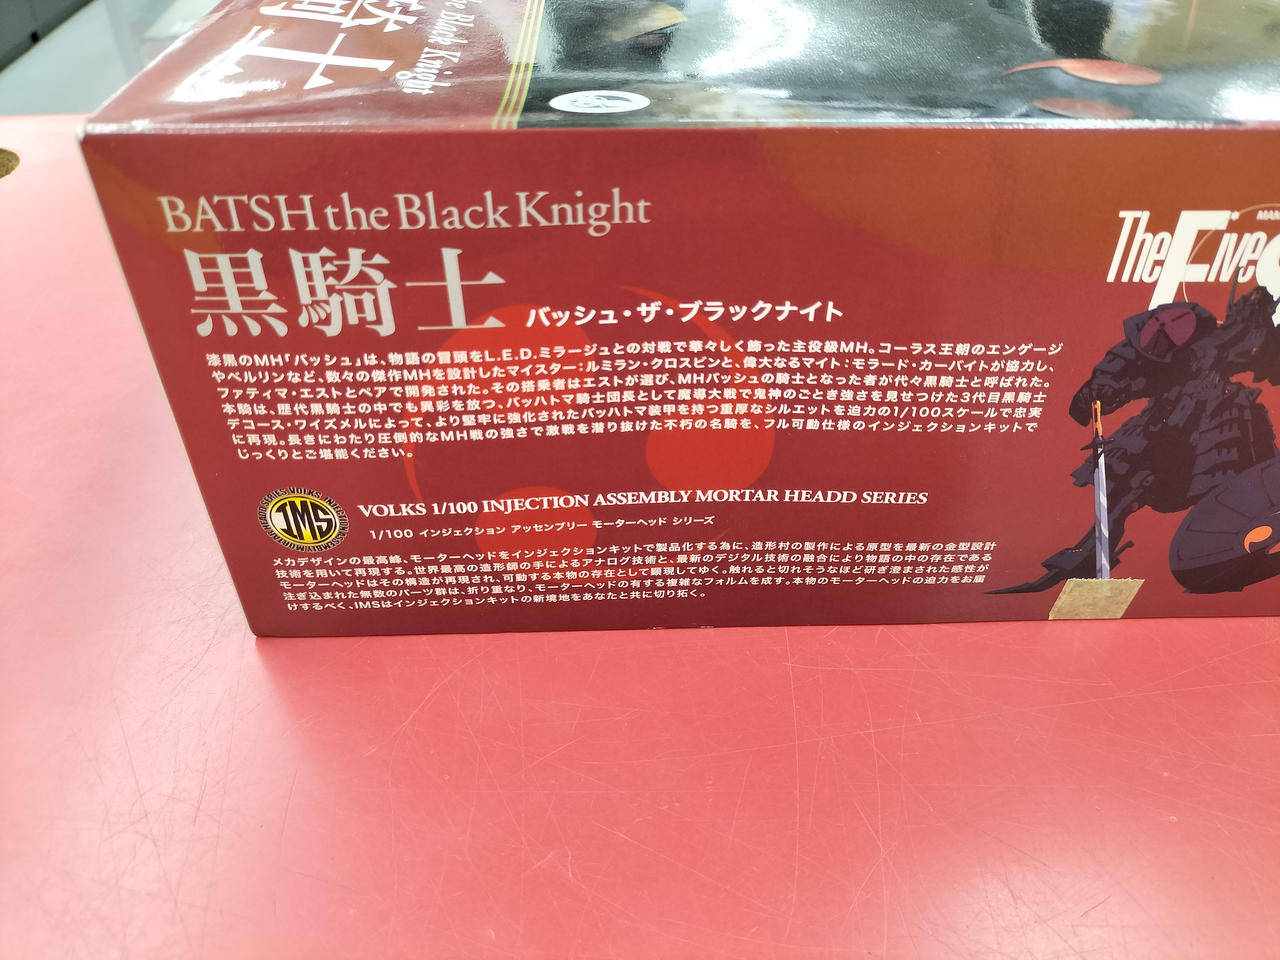 騎士
the Black Knight
BATSH the Black Knight
黒騎士
バッシュ・ザ・ブラックナイト
漆黒のMH「バッシュ」は、物語の冒頭をL.E.D.ミラージュとの対戦で華々しく飾った主役級MH。コーラス王朝のエンゲージ
やベルリンなど、数々の傑作MHを設計したマイスター：ルミラン・クロスビンと、偉大なるマイト：モラード・カーバイトが協力し、
ファティマ・エストとペアで開発された。その搭乗者はエストが選び、MHバッシュの騎士となった者が代々黒騎士と呼ばれた。
本騎は、歴代黒騎士の中でも異彩を放つ、バッハトマ騎士団長として魔導大戦で鬼神のごとき強さを見せつけた3代目黒騎士
デコース・ワイズメルによって、より堅牢に強化されたバッハトマ装甲を持つ重厚なシルエットを迫力の1/100スケールで忠実
に再現。長きにわたり圧倒的なMH戦の強さで激戦を潜り抜けた不朽の名騎を、フル可動仕様のインジェクションキットで
じっくりとご堪能ください。
The Five
IMS
VOLKS 1/100 INJECTION ASSEMBLY MORTAR HEADD SERIES
1/100 インジェクション アッセンブリー モーターヘッド シリーズ
メカデザインの最高峰、モーターヘッドをインジェクションキットで製品化する為に、造形村の製作による原型を最新の金型設計
技術を用いて再現する。世界最高の造形師の手によるアナログ技術と、最新のデジタル技術の融合により物語の中の存在である
モーターヘッドはその構造が再現され、可動する本物の存在として顕現してゆく。触れると切れそうなほど研ぎ澄まされた感性が
注ぎ込まれた無数のパーツ群は、折り重なり、モーターヘッドの有する複雑なフォルムを成す。本物のモーターヘッドの迫力をお届
けするべく、IMSはインジェクションキットの新境地をあなたと共に切り拓く。